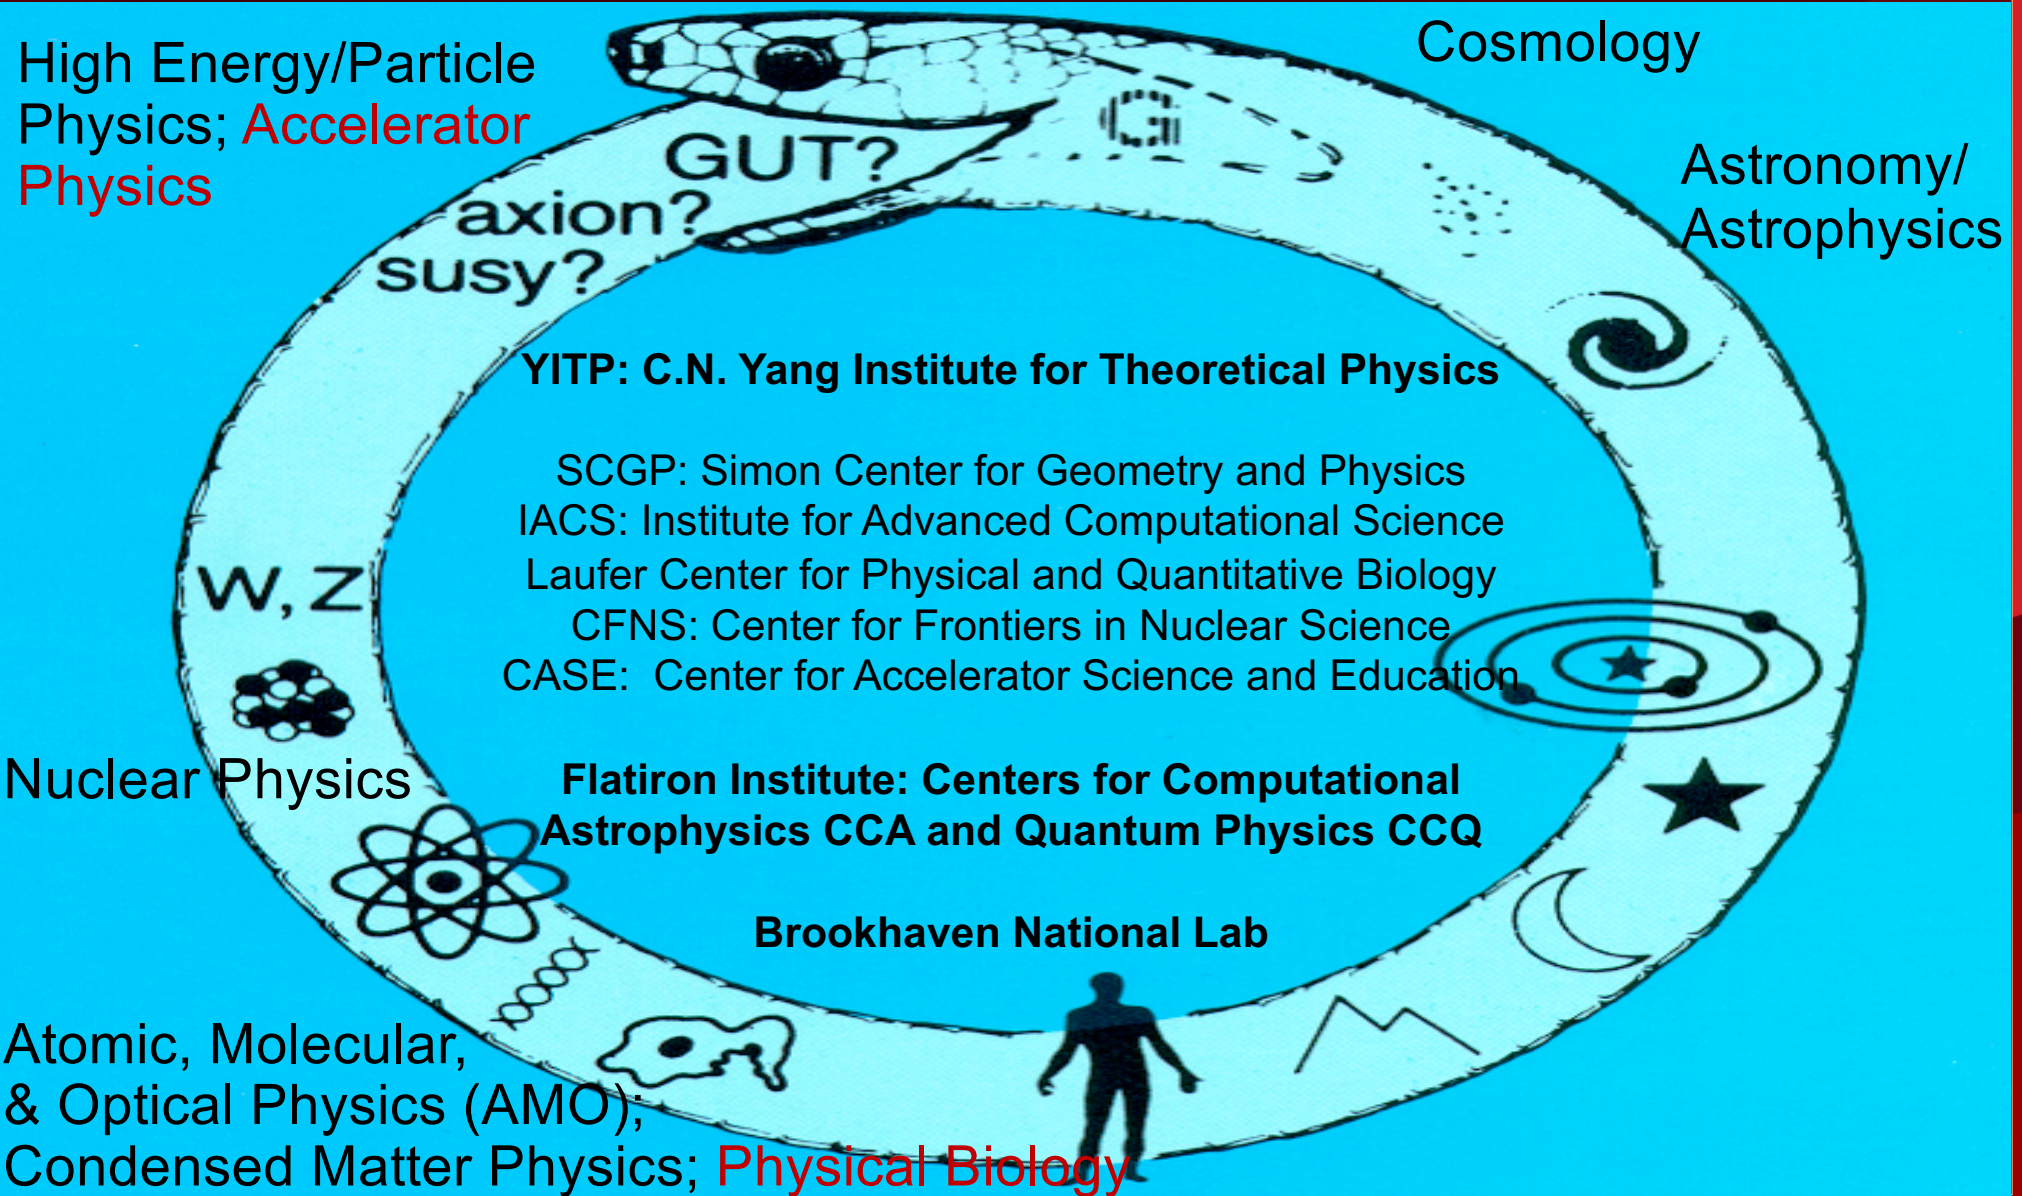 High Energy/Particle
Physics; Accelerator
Physics
Cosmology
Astronomy/
Astrophysics
G
GUT?
axion?
susy?
W, Z
YITP: C.N. Yang Institute for Theoretical Physics
SCGP: Simon Center for Geometry and Physics
IACS: Institute for Advanced Computational Science
Laufer Center for Physical and Quantitative Biology
CFNS: Center for Frontiers in Nuclear Science
CASE:  Center for Accelerator Science and Education
Flatiron Institute: Centers for Computational
Astrophysics CCA and Quantum Physics CCQ
Brookhaven National Lab
Nuclear Physics
Atomic, Molecular,
& Optical Physics (AMO);
Condensed Matter Physics; Physical Biology